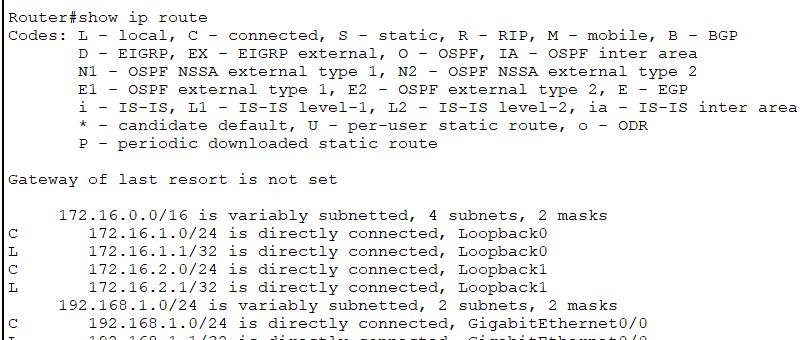 Router#show ip route
Codes: L - local, C - connected, S - static, R - RIP, M - mobile, B - BGP
       D - EIGRP, EX - EIGRP external, O - OSPF, IA - OSPF inter area
       N1 - OSPF NSSA external type 1, N2 - OSPF NSSA external type 2
       E1 - OSPF external type 1, E2 - OSPF external type 2, E - EGP
       i - IS-IS, L1 - IS-IS level-1, L2 - IS-IS level-2, ia - IS-IS inter area
       * - candidate default, U - per-user static route, o - ODR
       P - periodic downloaded static route
Gateway of last resort is not set
     172.16.0.0/16 is variably subnetted, 4 subnets, 2 masks
C       172.16.1.0/24 is directly connected, Loopback0
L       172.16.1.1/32 is directly connected, Loopback0
C       172.16.2.0/24 is directly connected, Loopback1
L       172.16.2.1/32 is directly connected, Loopback1
     192.168.1.0/24 is variably subnetted, 2 subnets, 2 masks
C       192.168.1.0/24 is directly connected, GigabitEthernet0/0